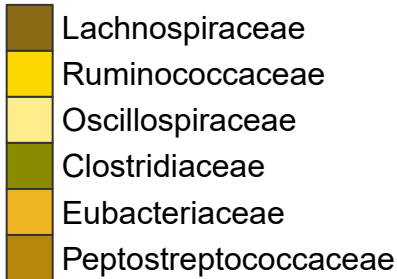 Lachnospiraceae
Ruminococcaceae
Oscillospiraceae
Clostridiaceae
Eubacteriaceae
Peptostreptococcaceae